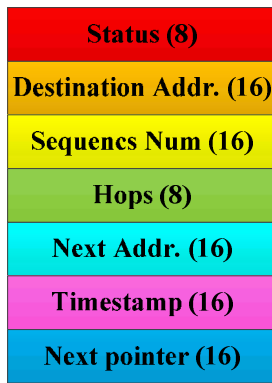 Status (8)
Destination Addr. (16)
Sequencs Num (16)
Hops (8)
Next Addr. (16)
Timestamp (16)
Next pointer (16)